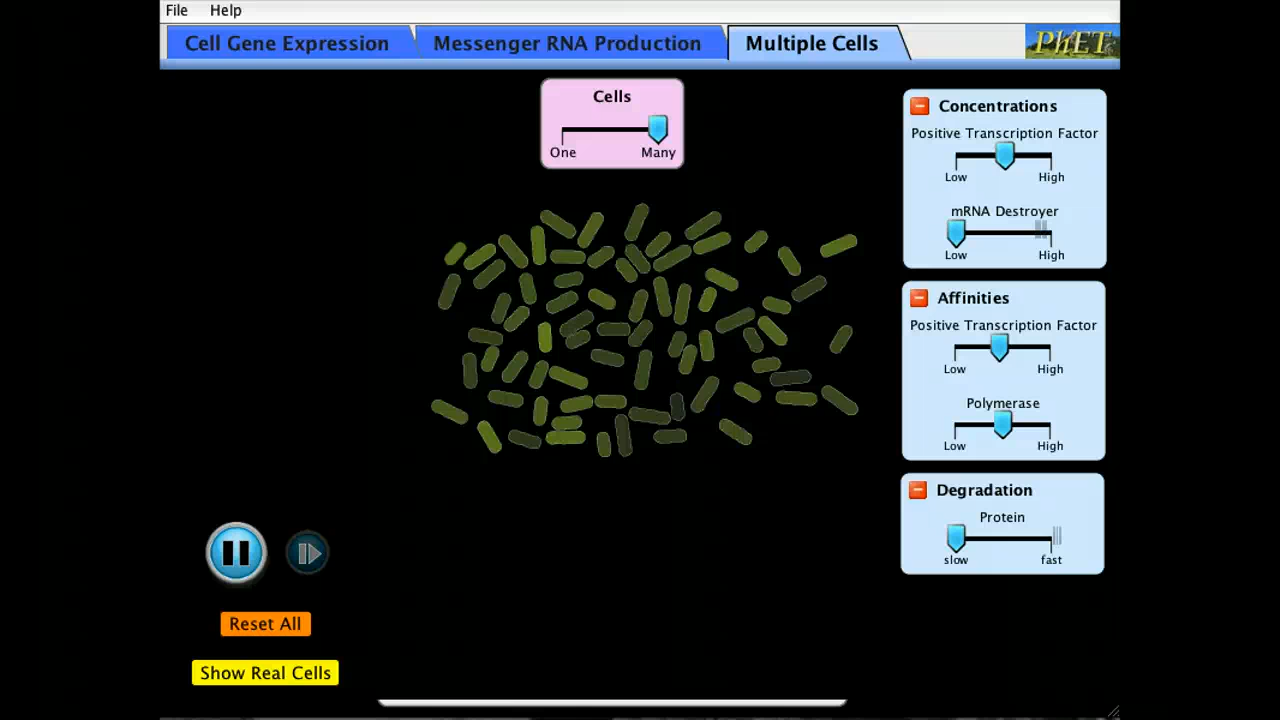 File Help
Cell Gene Expression Messenger RNA Production Multiple Cells PhET
Cells
One Many
Concentrations
Positive Transcription Factor
Low High
mRNA Destroyer
Low High
Affinities
Positive Transcription Factor
Low High
Polymerase
Low High
Degradation
Protein
slow fast
Reset All
Show Real Cells